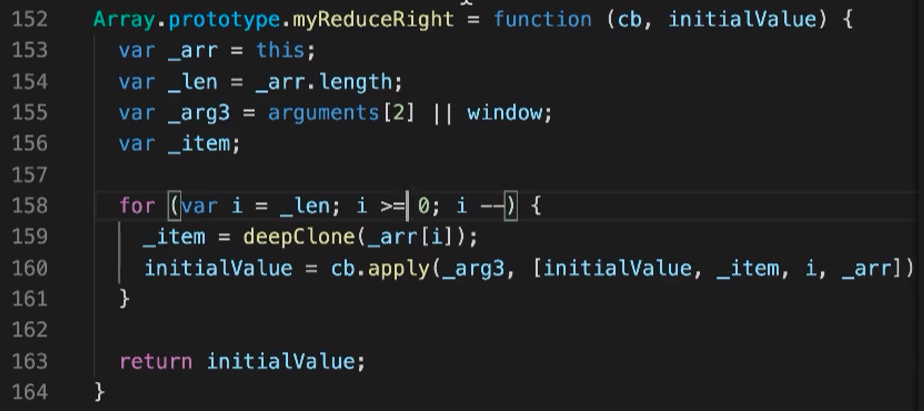 152 Array.prototype.myReduceRight = function (cb, initialValue) {
153 var _arr = this;
154 var _len = _arr.length;
155 var _arg3 = arguments[2] || window;
156 var _item;
157
158 for (var i = _len; i >= 0; i --) {
159 _item = deepClone(_arr[i]);
160 initialValue = cb.apply(_arg3, [initialValue, _item, i, _arr])
161 }
162
163 return initialValue;
164 }